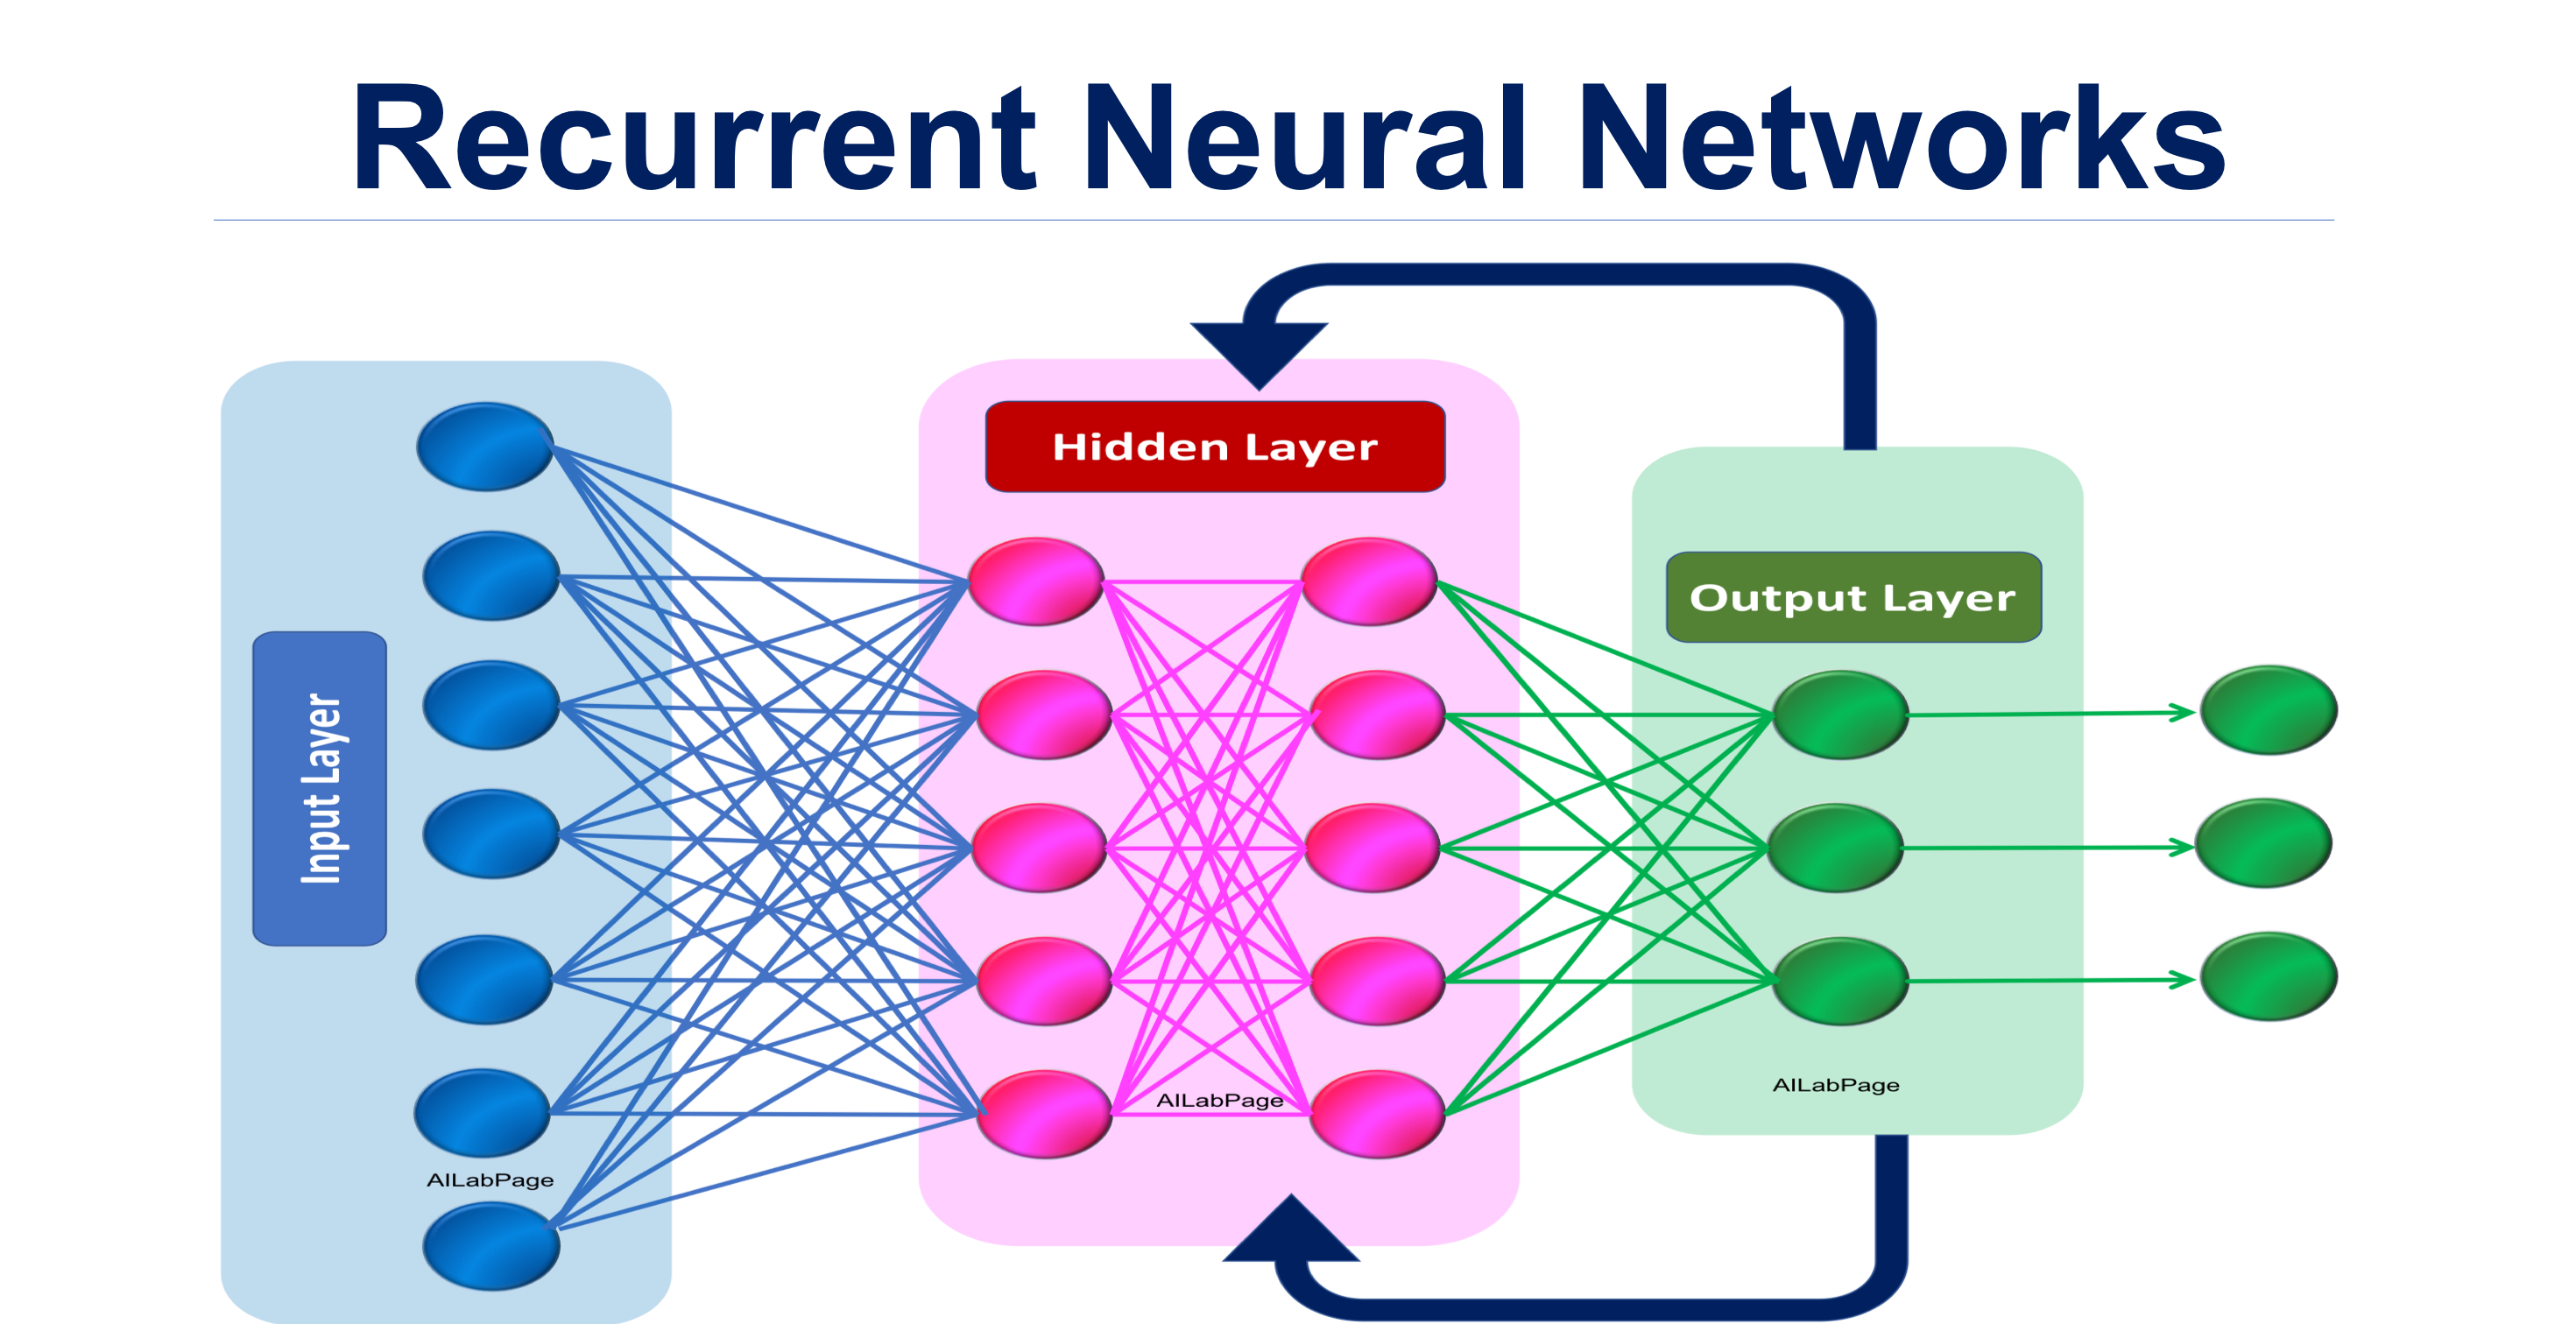 Recurrent Neural Networks
Hidden Layer
Output Layer
Input Layer
AILabPage
AILabPage
AILabPage